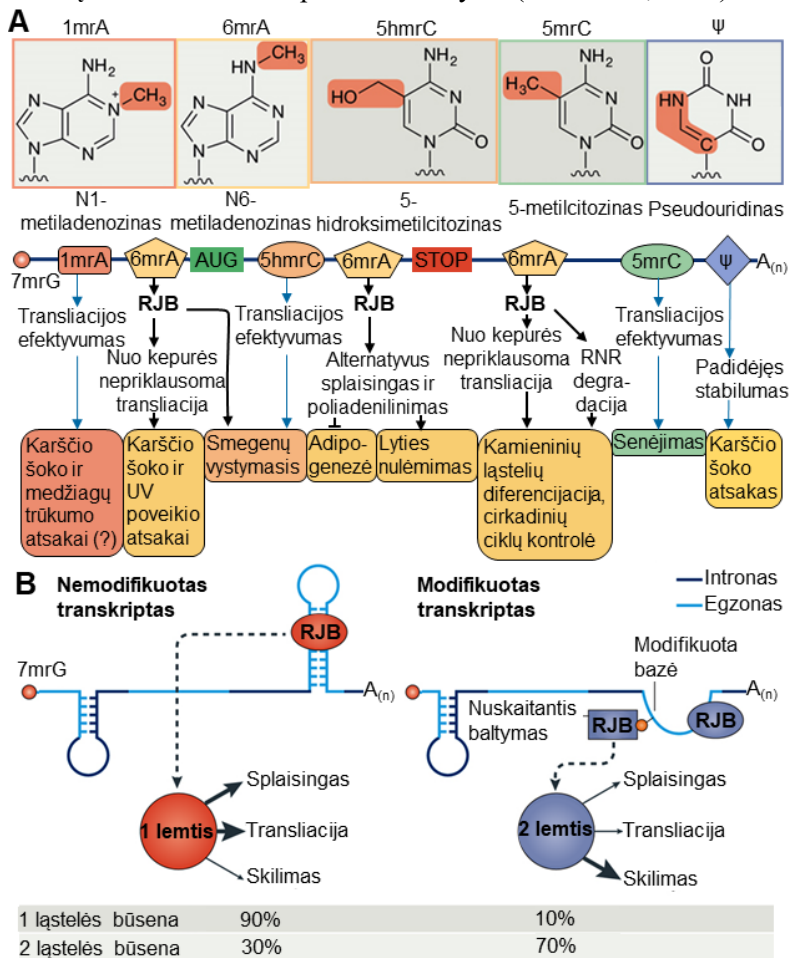 A
1mrA 6mrA 5hmrC 5mrC Ψ
NH₂
N
N
N
N⁺
CH₃
HN
CH₃
N
N
N
N
HO
NH₂
N
N
O
H₃C
NH₂
N
N
O
O
HN
NH
C
O
N1-
metiladenozinas
N6-
metiladenozinas
5-
hidroksimetilcitozinas
5-metilcitozinas
Pseudouridinas
7mrG
1mrA
6mrA
AUG
5hmrC
6mrA
STOP
6mrA
5mrC
Ψ
A(n)
RJB
RJB
RJB
Transliacijos
efektyvumas
Nuo kepurės
nepriklausoma
transliacija
Transliacijos
efektyvumas
Alternatyvus
splaisingas ir
poliadenilinimas
Nuo kepurės
nepriklausoma
transliacija
RNR
degra-
dacija
Transliacijos
efektyvumas
Padidėjęs
stabilumas
Karščio
šoko ir
medžiagų
trūkumo
atsakai (?)
Karščio
šoko ir
UV
poveikio
atsakai
Smegenų
vystymasis
Adipo-
genezė
Lyties
nulėmimas
Kamieninių
ląstelių
diferencijacija,
cirkadinių
ciklų kontrolė
Senėjimas
Karščio
šoko
atsakas
B
Nemodifikuotas
transkriptas
Modifikuotas
transkriptas
Intronas
Egzonas
RJB
7mrG
A(n)
Modifikuota
bazė
A(n)
Nuskaitantis
baltymas
RJB
RJB
1 lemtis
Splaisingas
Transliacija
Skilimas
2 lemtis
Splaisingas
Transliacija
Skilimas
1 ląstelės būsena 90% 10%
2 ląstelės būsena 30% 70%